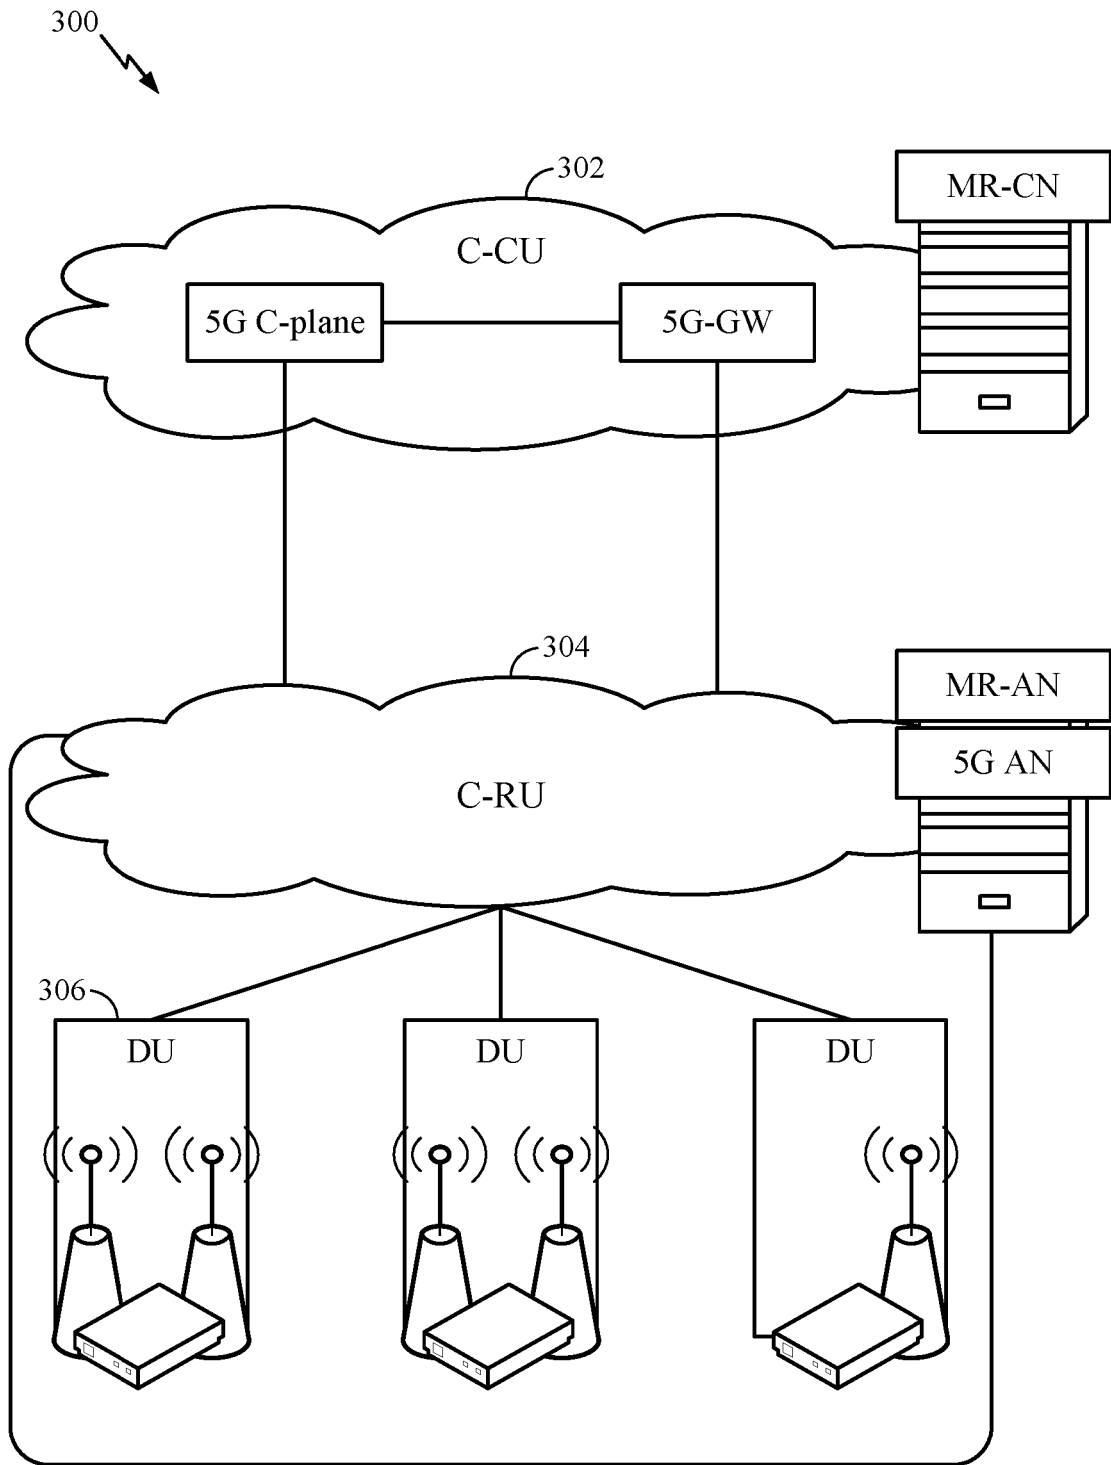 300
302
MR-CN
C-CU
5G C-plane
5G-GW
304
MR-AN
5G AN
C-RU
306
DU
DU
DU